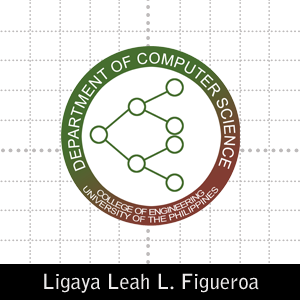 DEPARTMENT OF COMPUTER SCIENCE
COLLEGE OF ENGINEERING
UNIVERSITY OF THE PHILIPPINES
Ligaya Leah L. Figueroa